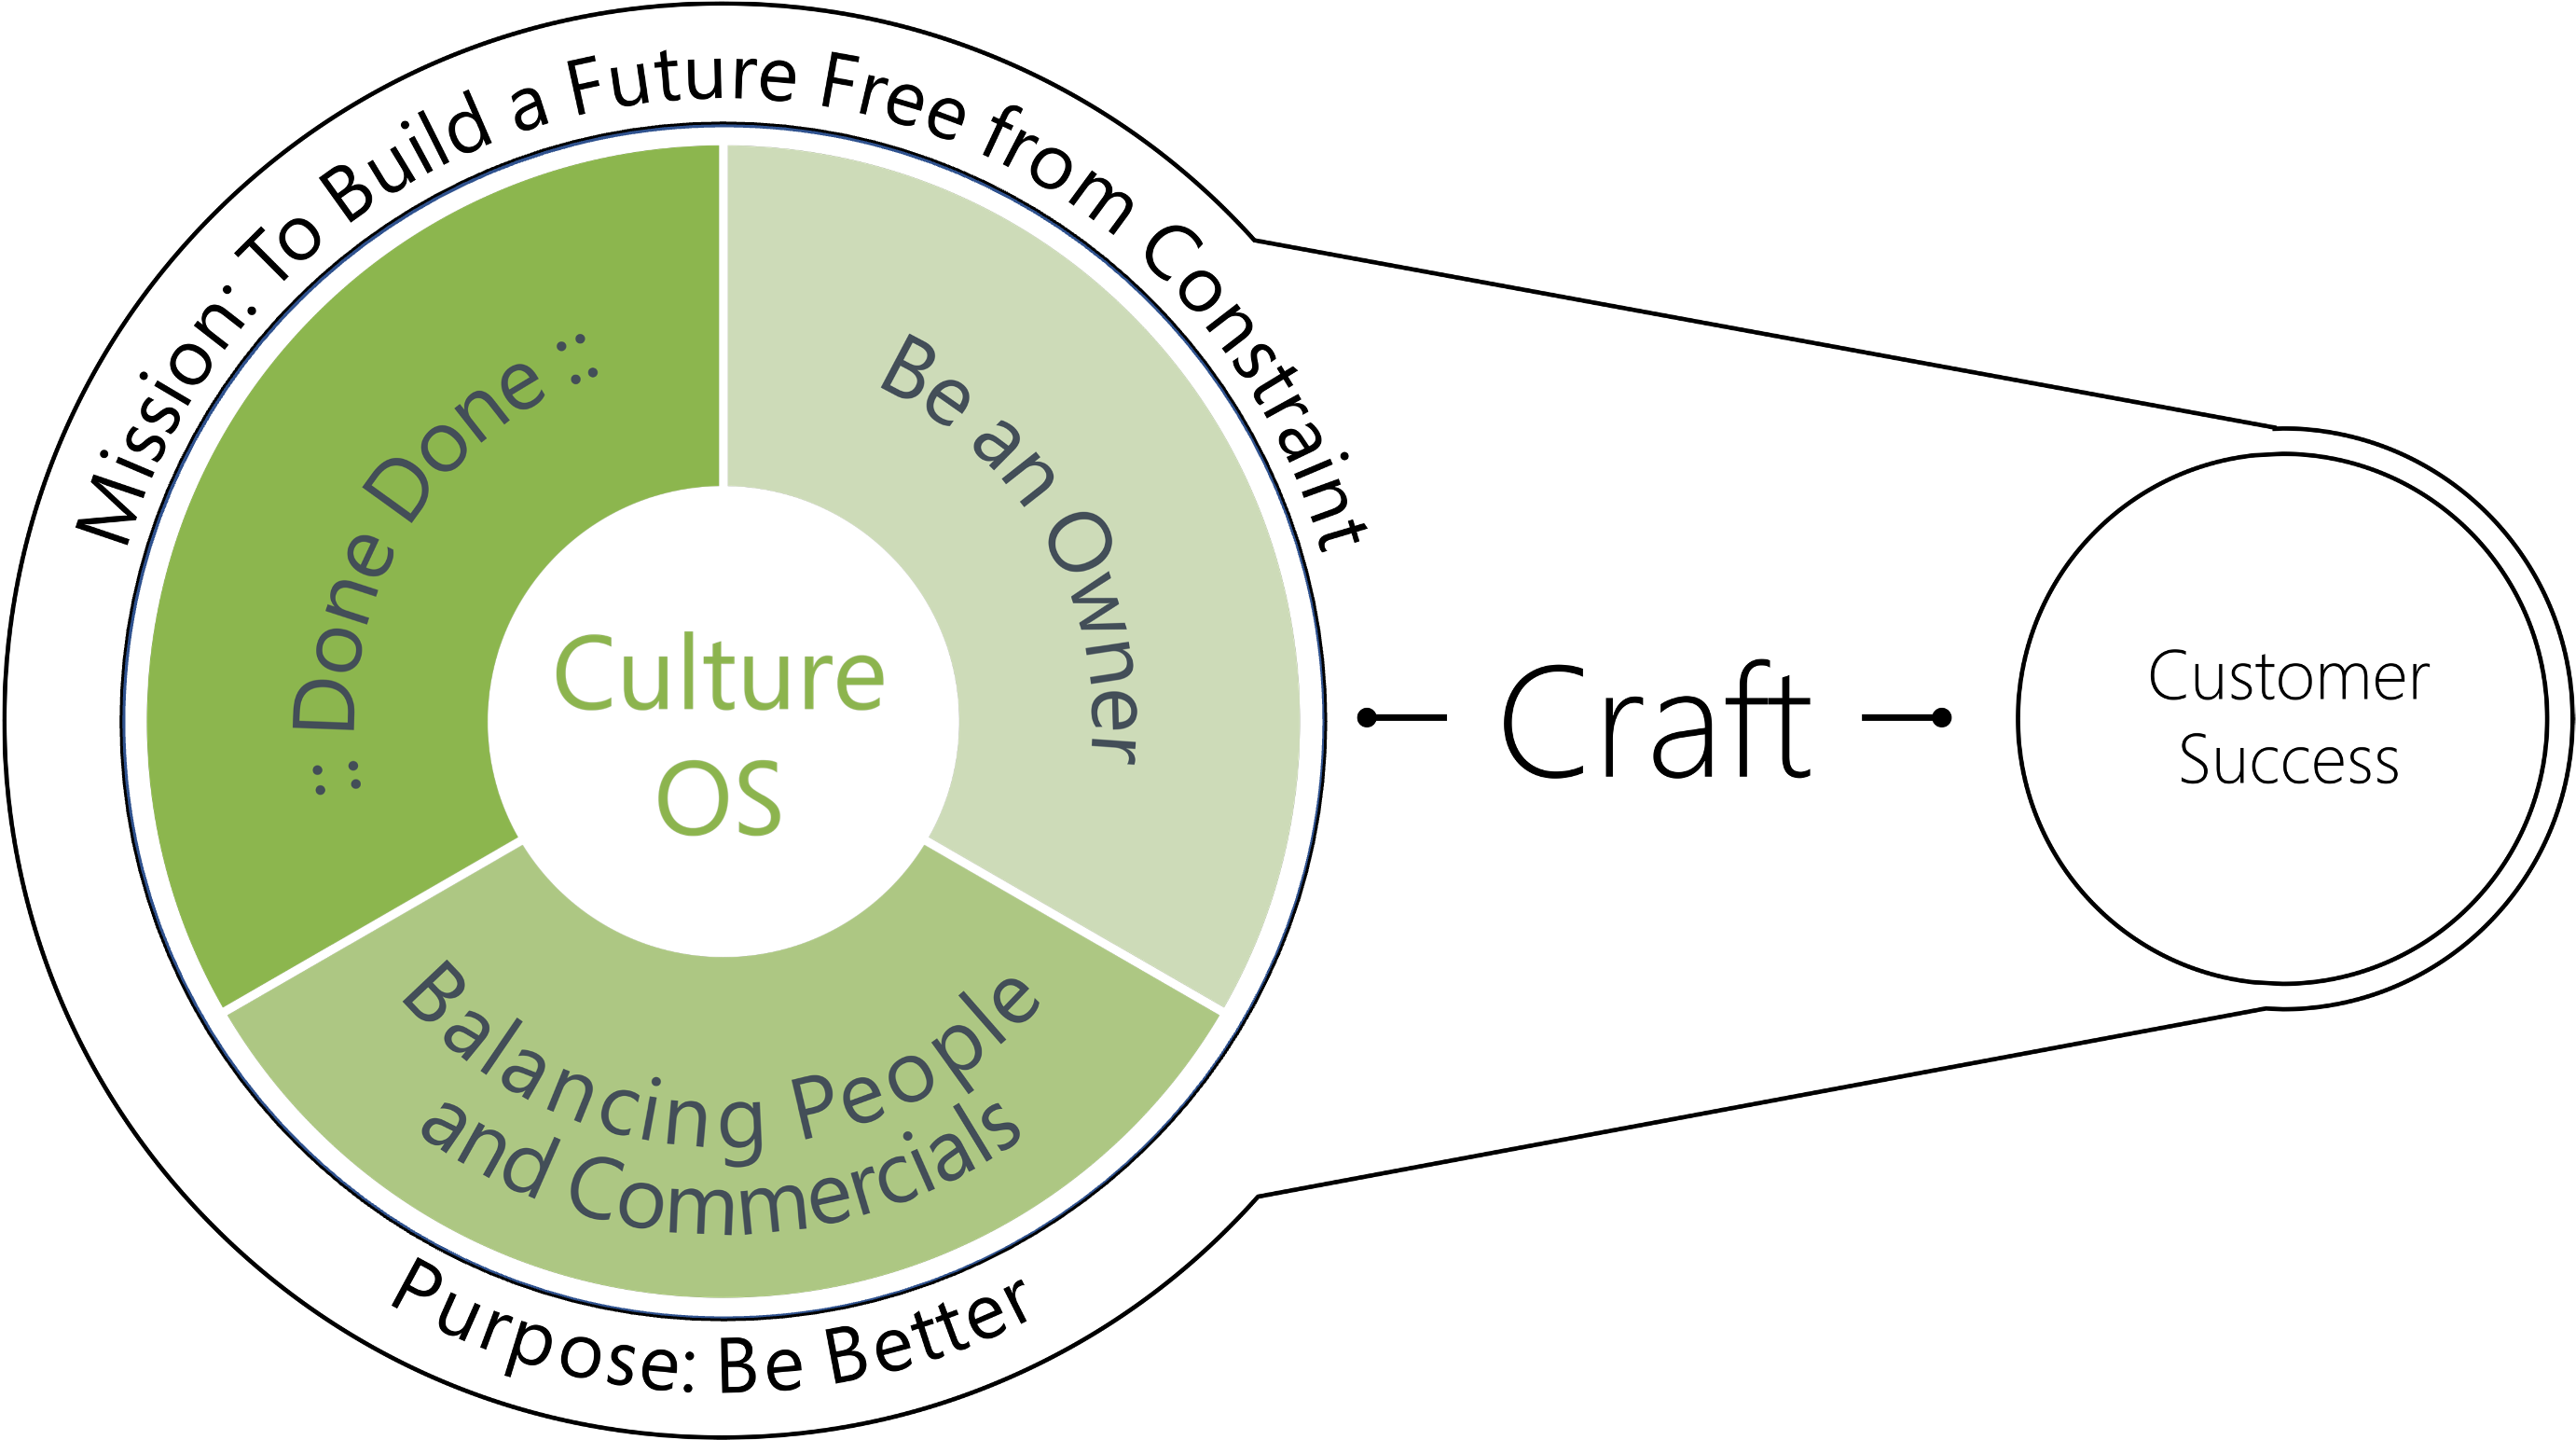 Mission: To Build a Future Free from Constraint
:: Done Done ::
Be an Owner
Culture
OS
Balancing People
and Commercials
Purpose: Be Better
Craft
Customer
Success